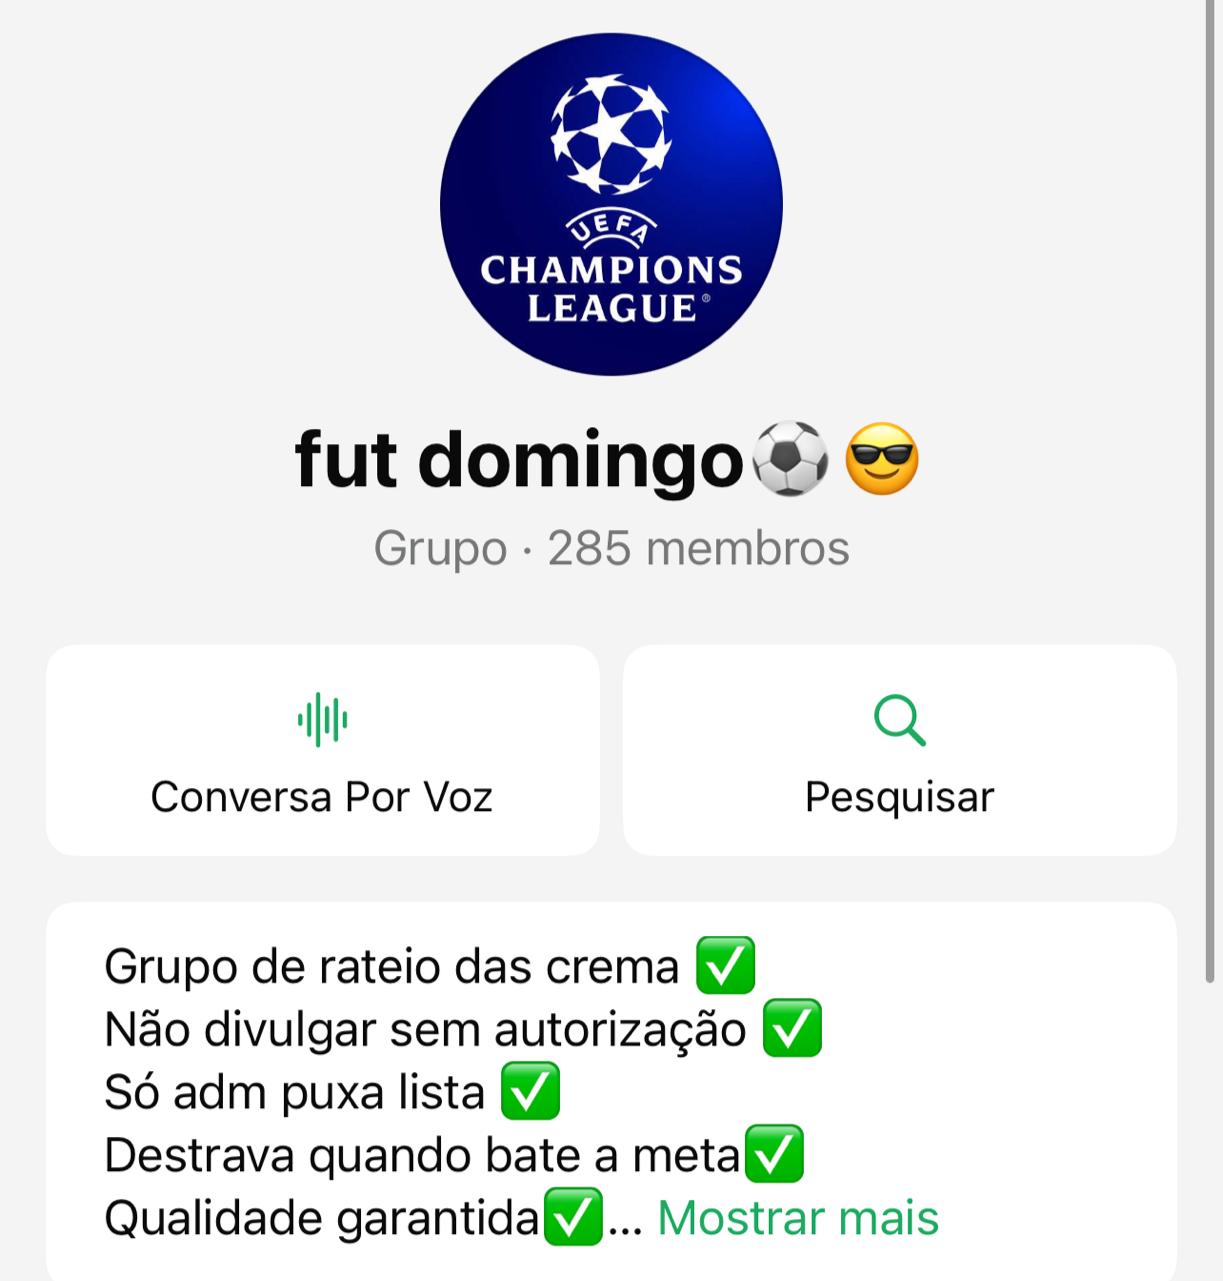 UEFA
CHAMPIONS
LEAGUE®
fut domingo⚽😎
Grupo · 285 membros
Conversa Por Voz
Pesquisar
Grupo de rateio das crema ✅
Não divulgar sem autorização ✅
Só adm puxa lista ✅
Destrava quando bate a meta✅
Qualidade garantida✅... Mostrar mais